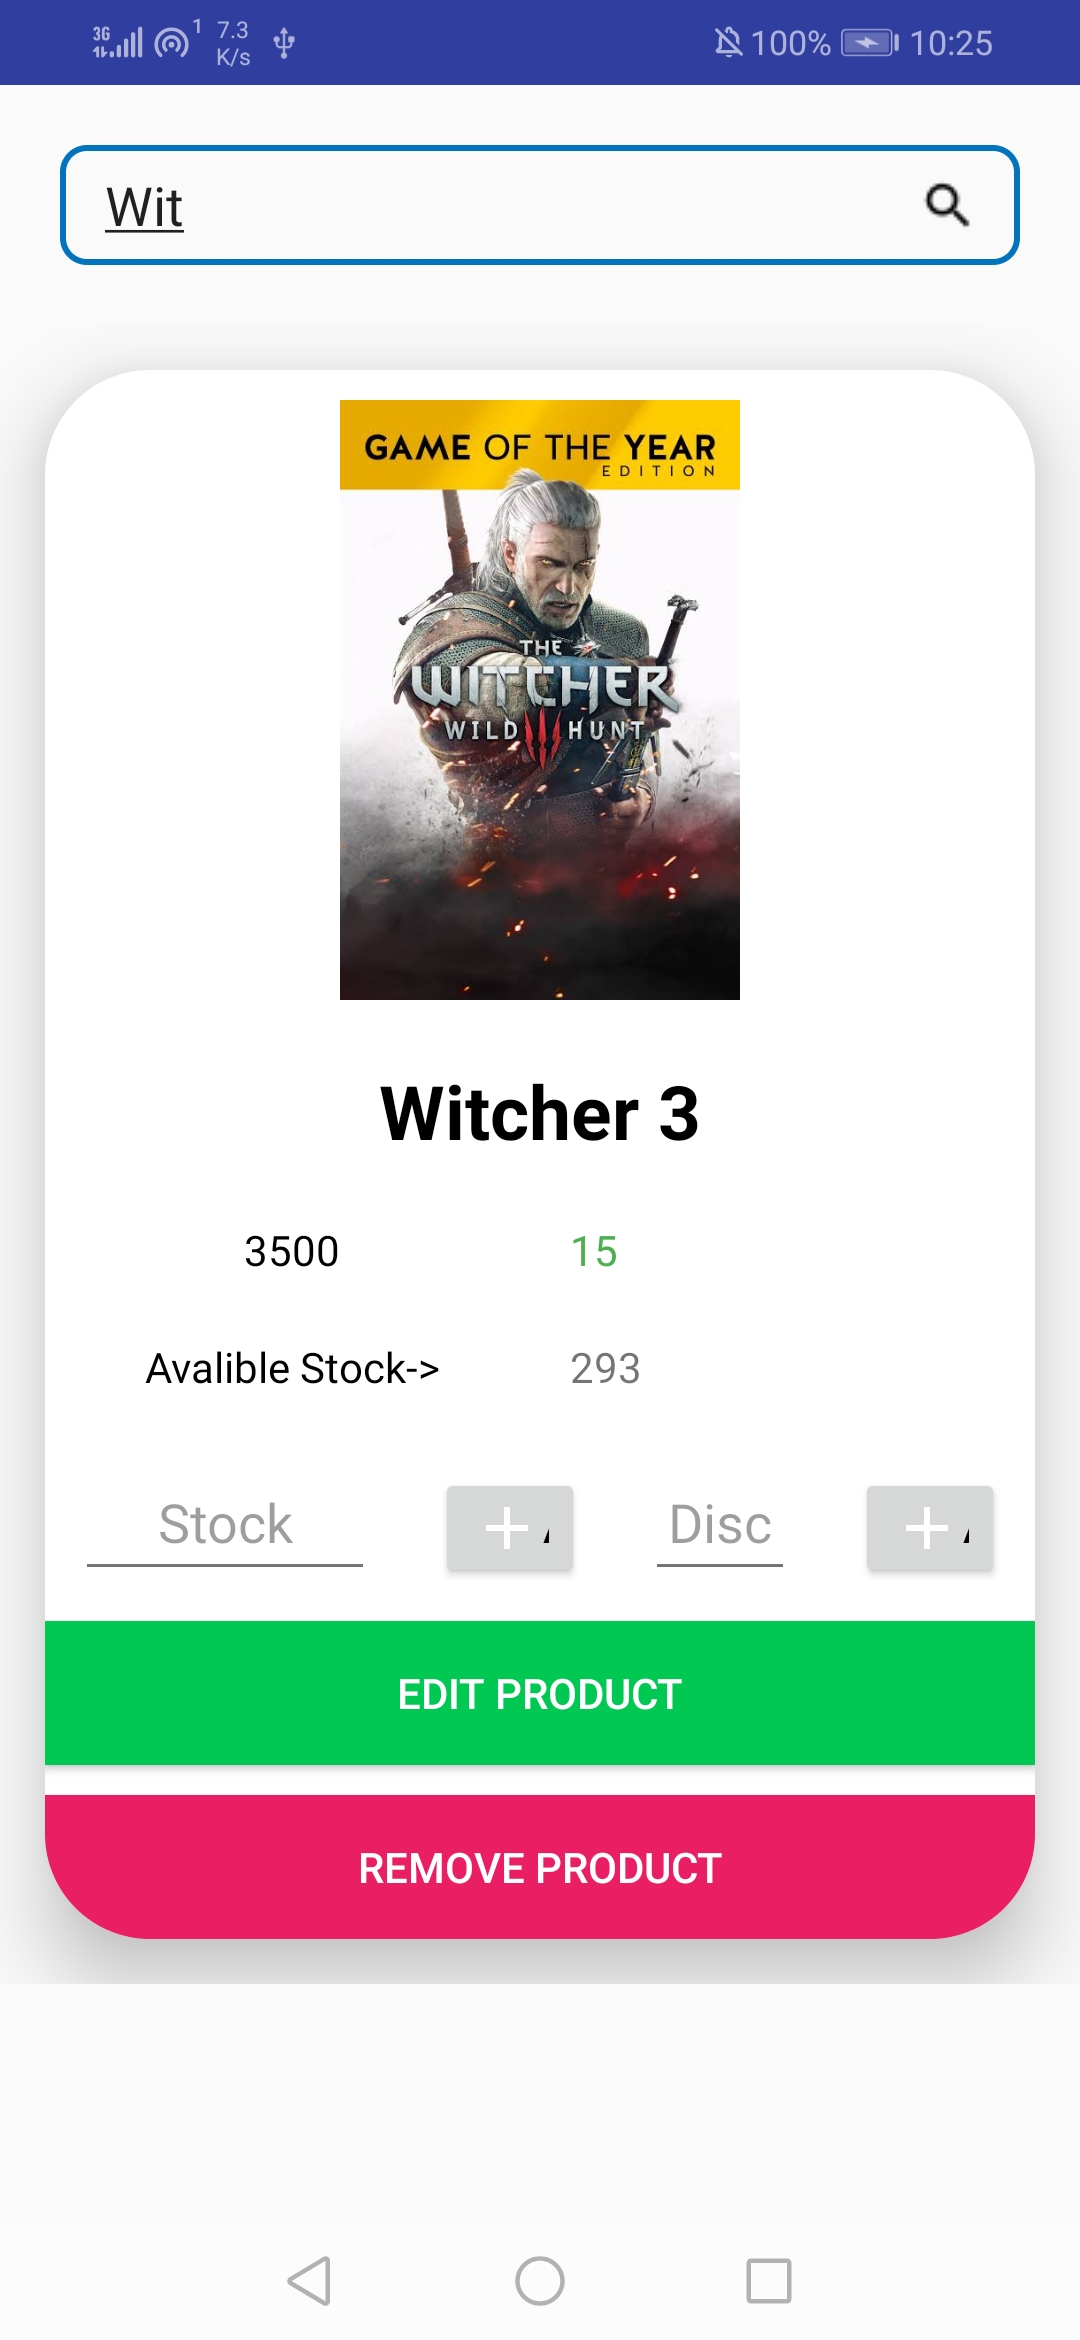 3G 1 7.3 K/s 100% 10:25
Wit
GAME OF THE YEAR
EDITION
THE
WITCHER
WILD III HUNT
Witcher 3
3500 15
Avalible Stock-> 293
Stock Disc
EDIT PRODUCT
REMOVE PRODUCT